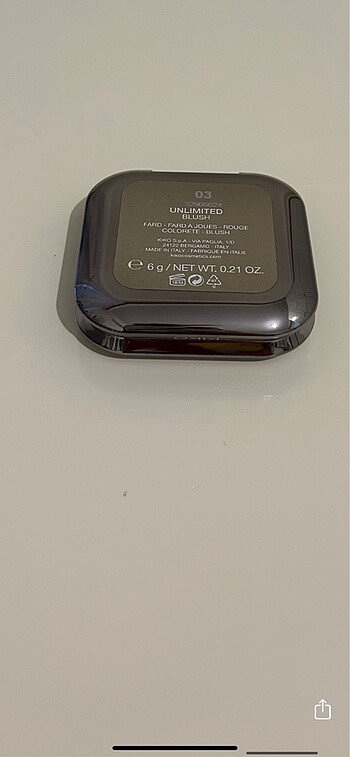 03
UNLIMITED
BLUSH
FARD - FARD A JOUES - ROUGE
COLORETE - BLUSH
KIKO S.p.A - VIA PAGLIA, 1/D
24122 BERGAMO - ITALY
MADE IN ITALY - FABRIQUÉ EN ITALIE
kikocosmetics.com
℮ 6 g / NET WT. 0.21 OZ.